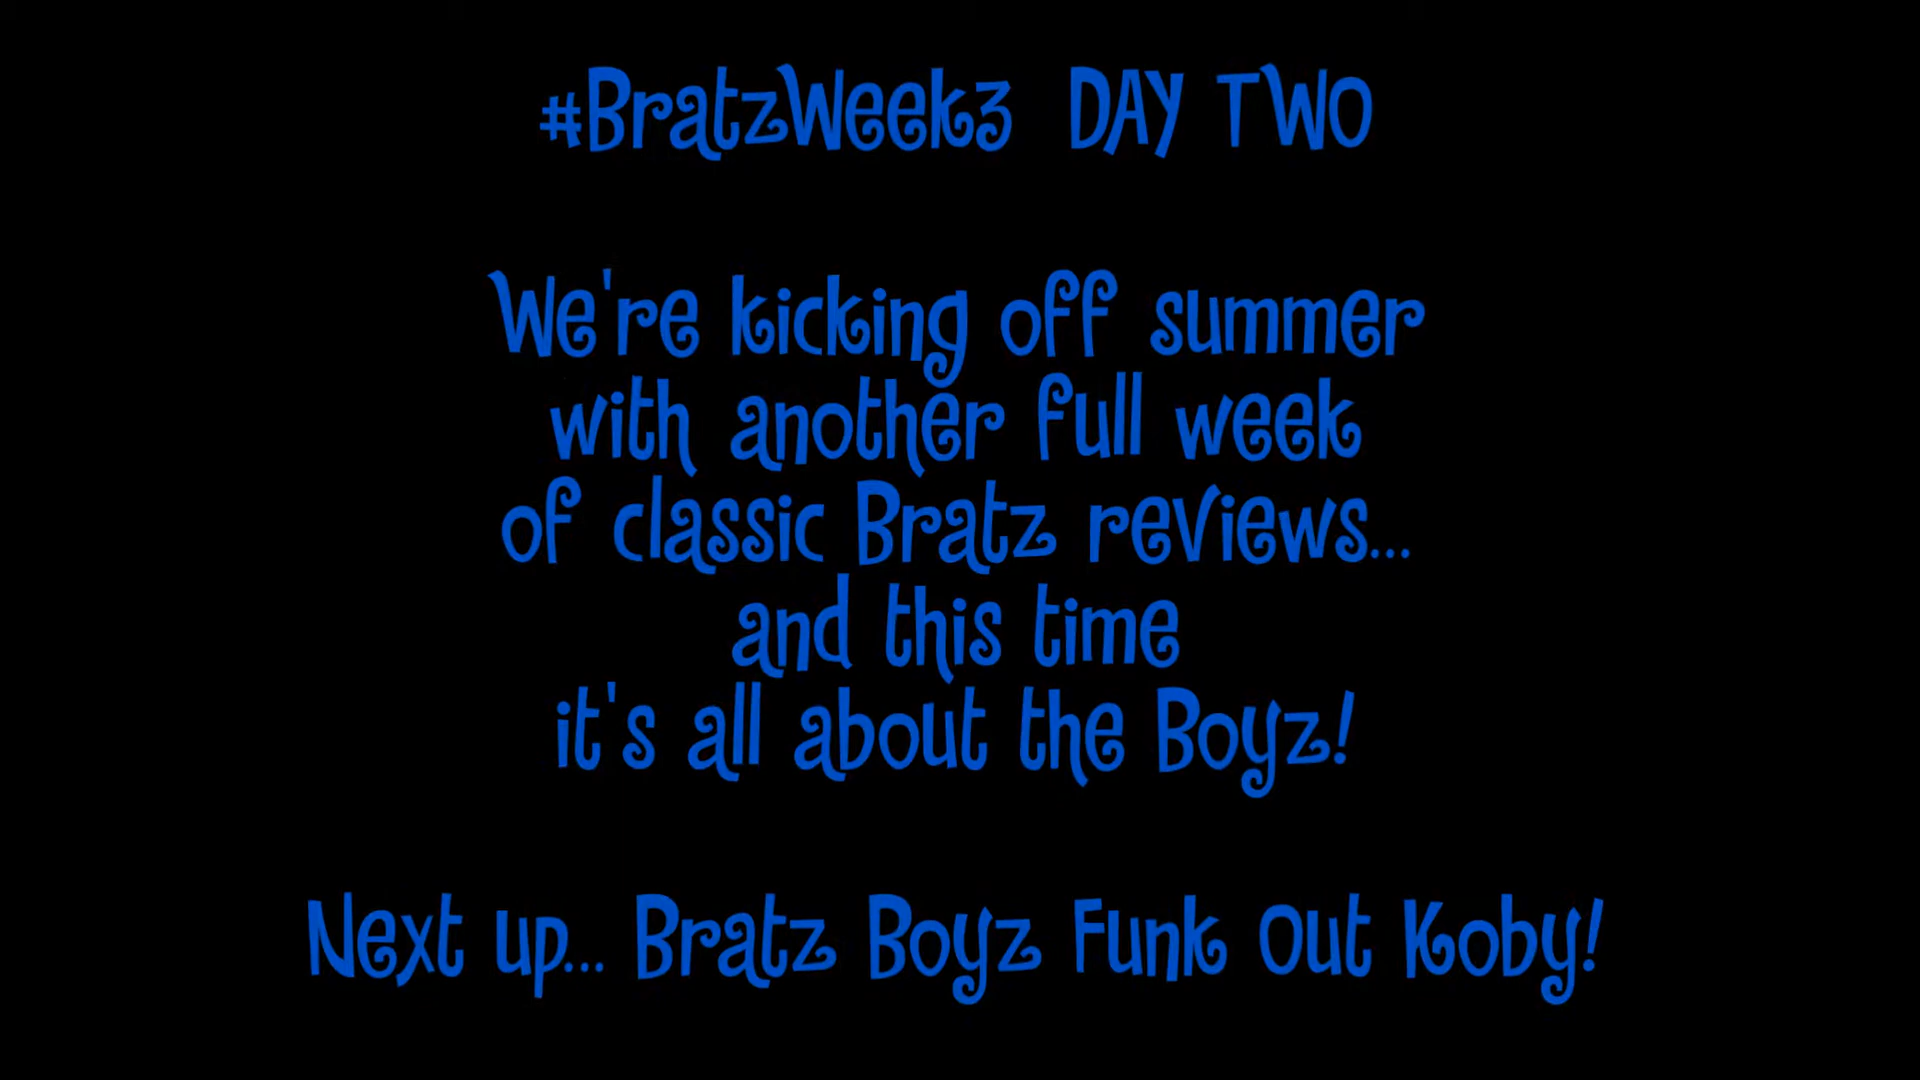 #BratzWeek3 DAY TWO
We're kicking off summer
with another full week
of classic Bratz reviews...
and this time
it's all about the Boyz!
Next up... Bratz Boyz Funk Out Koby!